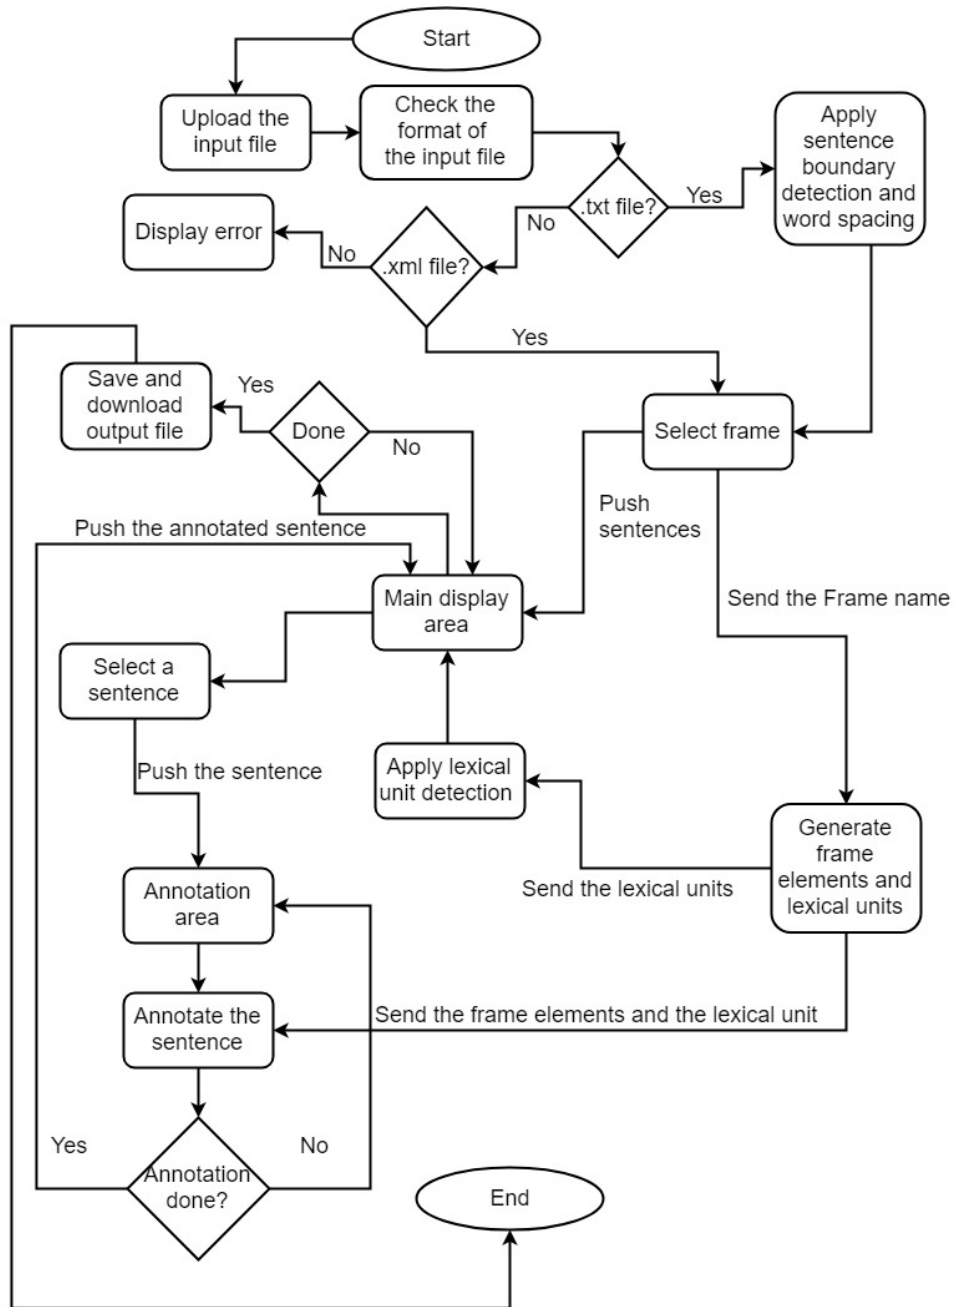 Start
Upload the
input file
Check the
format of
the input file
Apply
sentence
boundary
detection and
word spacing
.txt file?
Yes
No
Display error
No
.xml file?
Yes
Save and
download
output file
Yes
Done
No
Select frame
Push
sentences
Push the annotated sentence
Main display
area
Send the Frame name
Select a
sentence
Push the sentence
Apply lexical
unit detection
Generate
frame
elements and
lexical units
Send the lexical units
Annotation
area
Annotate the
sentence
Send the frame elements and the lexical unit
Yes
No
Annotation
done?
End